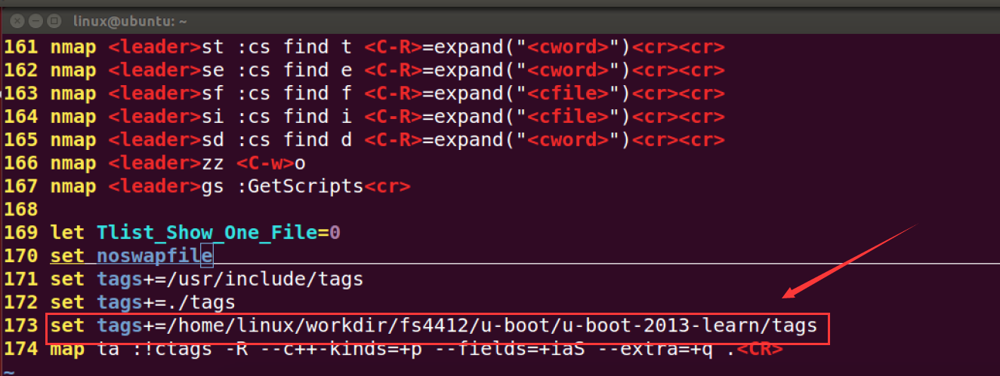 linux@ubuntu: ~
161 nmap <leader>st :cs find t <C-R>=expand("<cword>")<cr><cr>
162 nmap <leader>se :cs find e <C-R>=expand("<cword>")<cr><cr>
163 nmap <leader>sf :cs find f <C-R>=expand("<cfile>")<cr><cr>
164 nmap <leader>si :cs find i <C-R>=expand("<cfile>")<cr><cr>
165 nmap <leader>sd :cs find d <C-R>=expand("<cword>")<cr><cr>
166 nmap <leader>zz <C-w>o
167 nmap <leader>gs :GetScripts<cr>
168
169 let Tlist_Show_One_File=0
170 set noswapfile
171 set tags+=/usr/include/tags
172 set tags+=./tags
173 set tags+=/home/linux/workdir/fs4412/u-boot/u-boot-2013-learn/tags
174 map ta :!ctags -R --c++-kinds=+p --fields=+iaS --extra=+q .<CR>
~